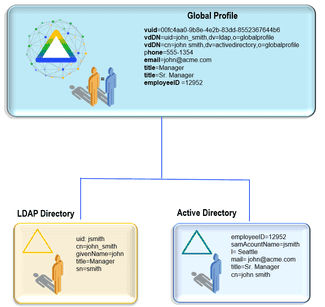 Global Profile
vuid=00fc4aa0-9b8e-4e2b-83dd-8552367644b6
vdDN=uid=john_smith,dv=ldap,o=globalprofile
vdDN=cn=john smith,dv=activedirectory,o=globalprofile
phone=555-1354
email=john@acme.com
title=Manager
title=Sr. Manager
employeeID =12952
LDAP Directory
uid: jsmith
cn=john_smith
givenName=john
title=Manager
sn=smith
Active Directory
employeeID=12952
samAcountName=jsmith
l= Seattle
mail= john@acme.com
title=Sr. Manager
cn=john smith